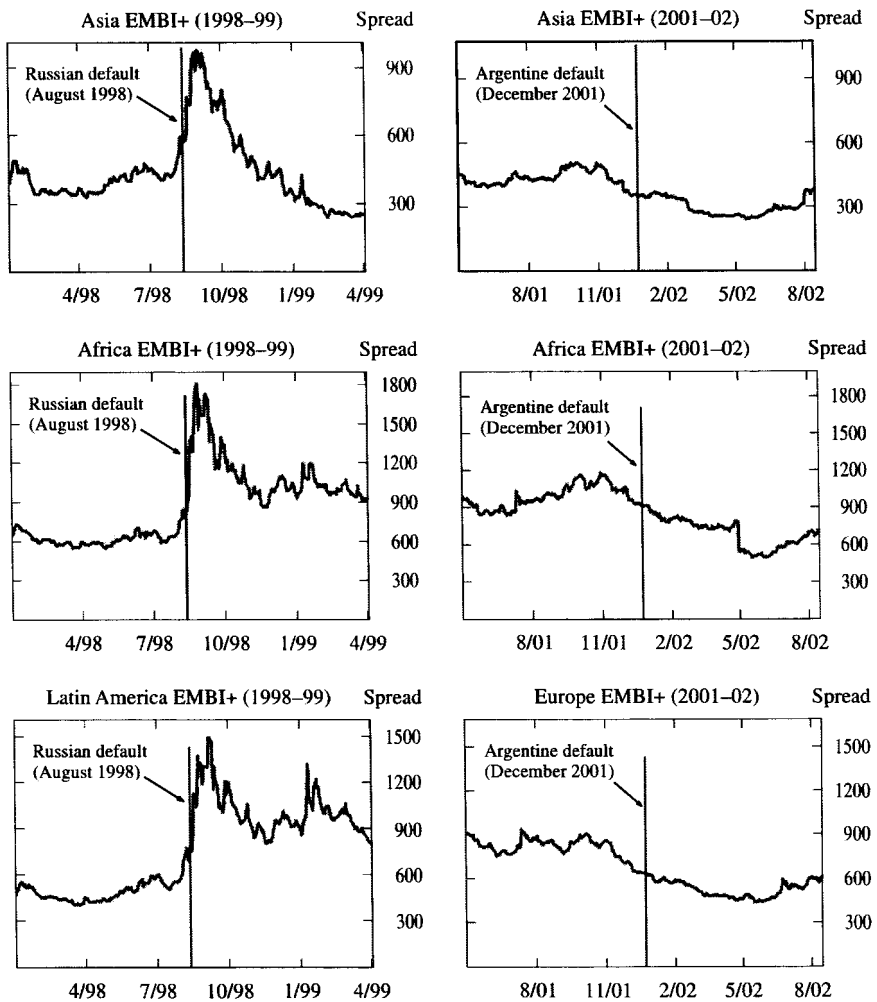 Asia EMBI+ (1998–99) Spread
900
600
300
Russian default
(August 1998)
4/98 7/98 10/98 1/99 4/99
Asia EMBI+ (2001–02) Spread
900
600
300
Argentine default
(December 2001)
8/01 11/01 2/02 5/02 8/02
Africa EMBI+ (1998–99) Spread
1800
1500
1200
900
600
300
Russian default
(August 1998)
4/98 7/98 10/98 1/99 4/99
Africa EMBI+ (2001–02) Spread
1800
1500
1200
900
600
300
Argentine default
(December 2001)
8/01 11/01 2/02 5/02 8/02
Latin America EMBI+ (1998–99) Spread
1500
1200
900
600
300
Russian default
(August 1998)
4/98 7/98 10/98 1/99 4/99
Europe EMBI+ (2001–02) Spread
1500
1200
900
600
300
Argentine default
(December 2001)
8/01 11/01 2/02 5/02 8/02